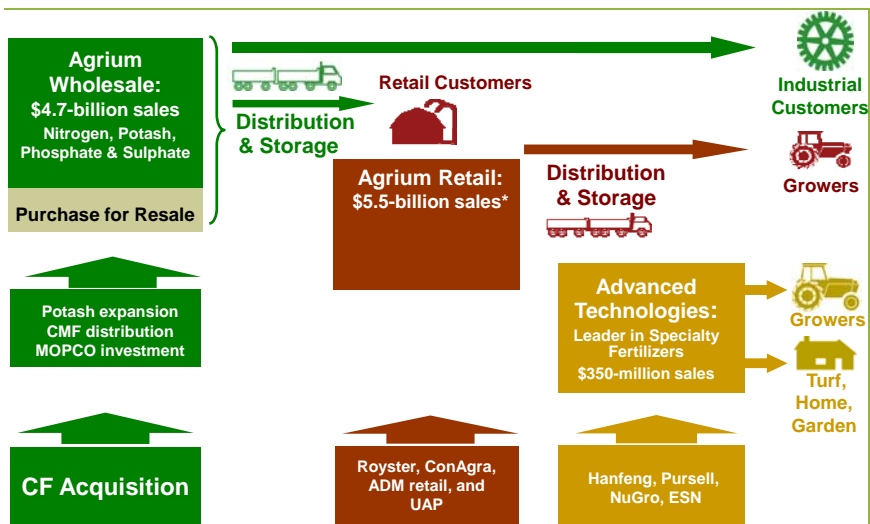 Agrium
Wholesale:
$4.7-billion sales
Nitrogen, Potash,
Phosphate & Sulphate
Purchase for Resale
Distribution
& Storage
Retail Customers
Industrial
Customers
Agrium Retail:
$5.5-billion sales*
Distribution
& Storage
Growers
Potash expansion
CMF distribution
MOPCO investment
Advanced
Technologies:
Leader in Specialty
Fertilizers
$350-million sales
Growers
Turf,
Home,
Garden
CF Acquisition
Royster, ConAgra,
ADM retail, and
UAP
Hanfeng, Pursell,
NuGro, ESN